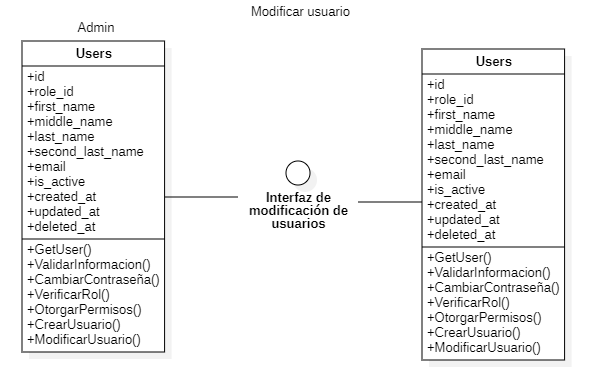 Modificar usuario
Admin
Users
+id
+role_id
+first_name
+middle_name
+last_name
+second_last_name
+email
+is_active
+created_at
+updated_at
+deleted_at
+GetUser()
+ValidarInformacion()
+CambiarContraseña()
+VerificarRol()
+OtorgarPermisos()
+CrearUsuario()
+ModificarUsuario()
Interfaz de
modificación de
usuarios
Users
+id
+role_id
+first_name
+middle_name
+last_name
+second_last_name
+email
+is_active
+created_at
+updated_at
+deleted_at
+GetUser()
+ValidarInformacion()
+CambiarContraseña()
+VerificarRol()
+OtorgarPermisos()
+CrearUsuario()
+ModificarUsuario()